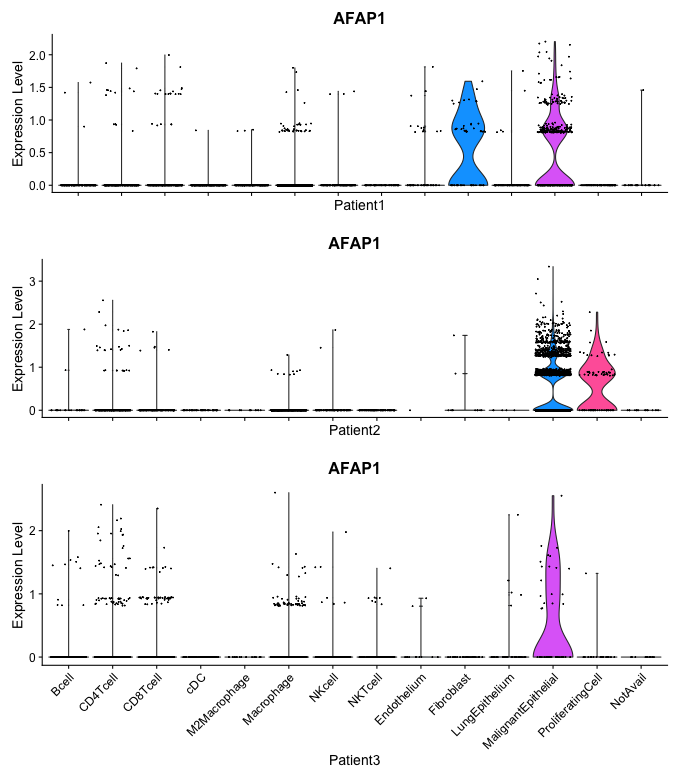 AFAP1
Expression Level
2.0
1.5
1.0
0.5
0.0
Patient1
AFAP1
Expression Level
3
2
1
0
Patient2
AFAP1
Expression Level
2
1
0
Bcell
CD4Tcell
CD8Tcell
cDC
M2Macrophage
Macrophage
NKcell
NKTcell
Endothelium
Fibroblast
LungEpithelium
MalignantEpithelial
ProliferatingCell
NotAvail
Patient3